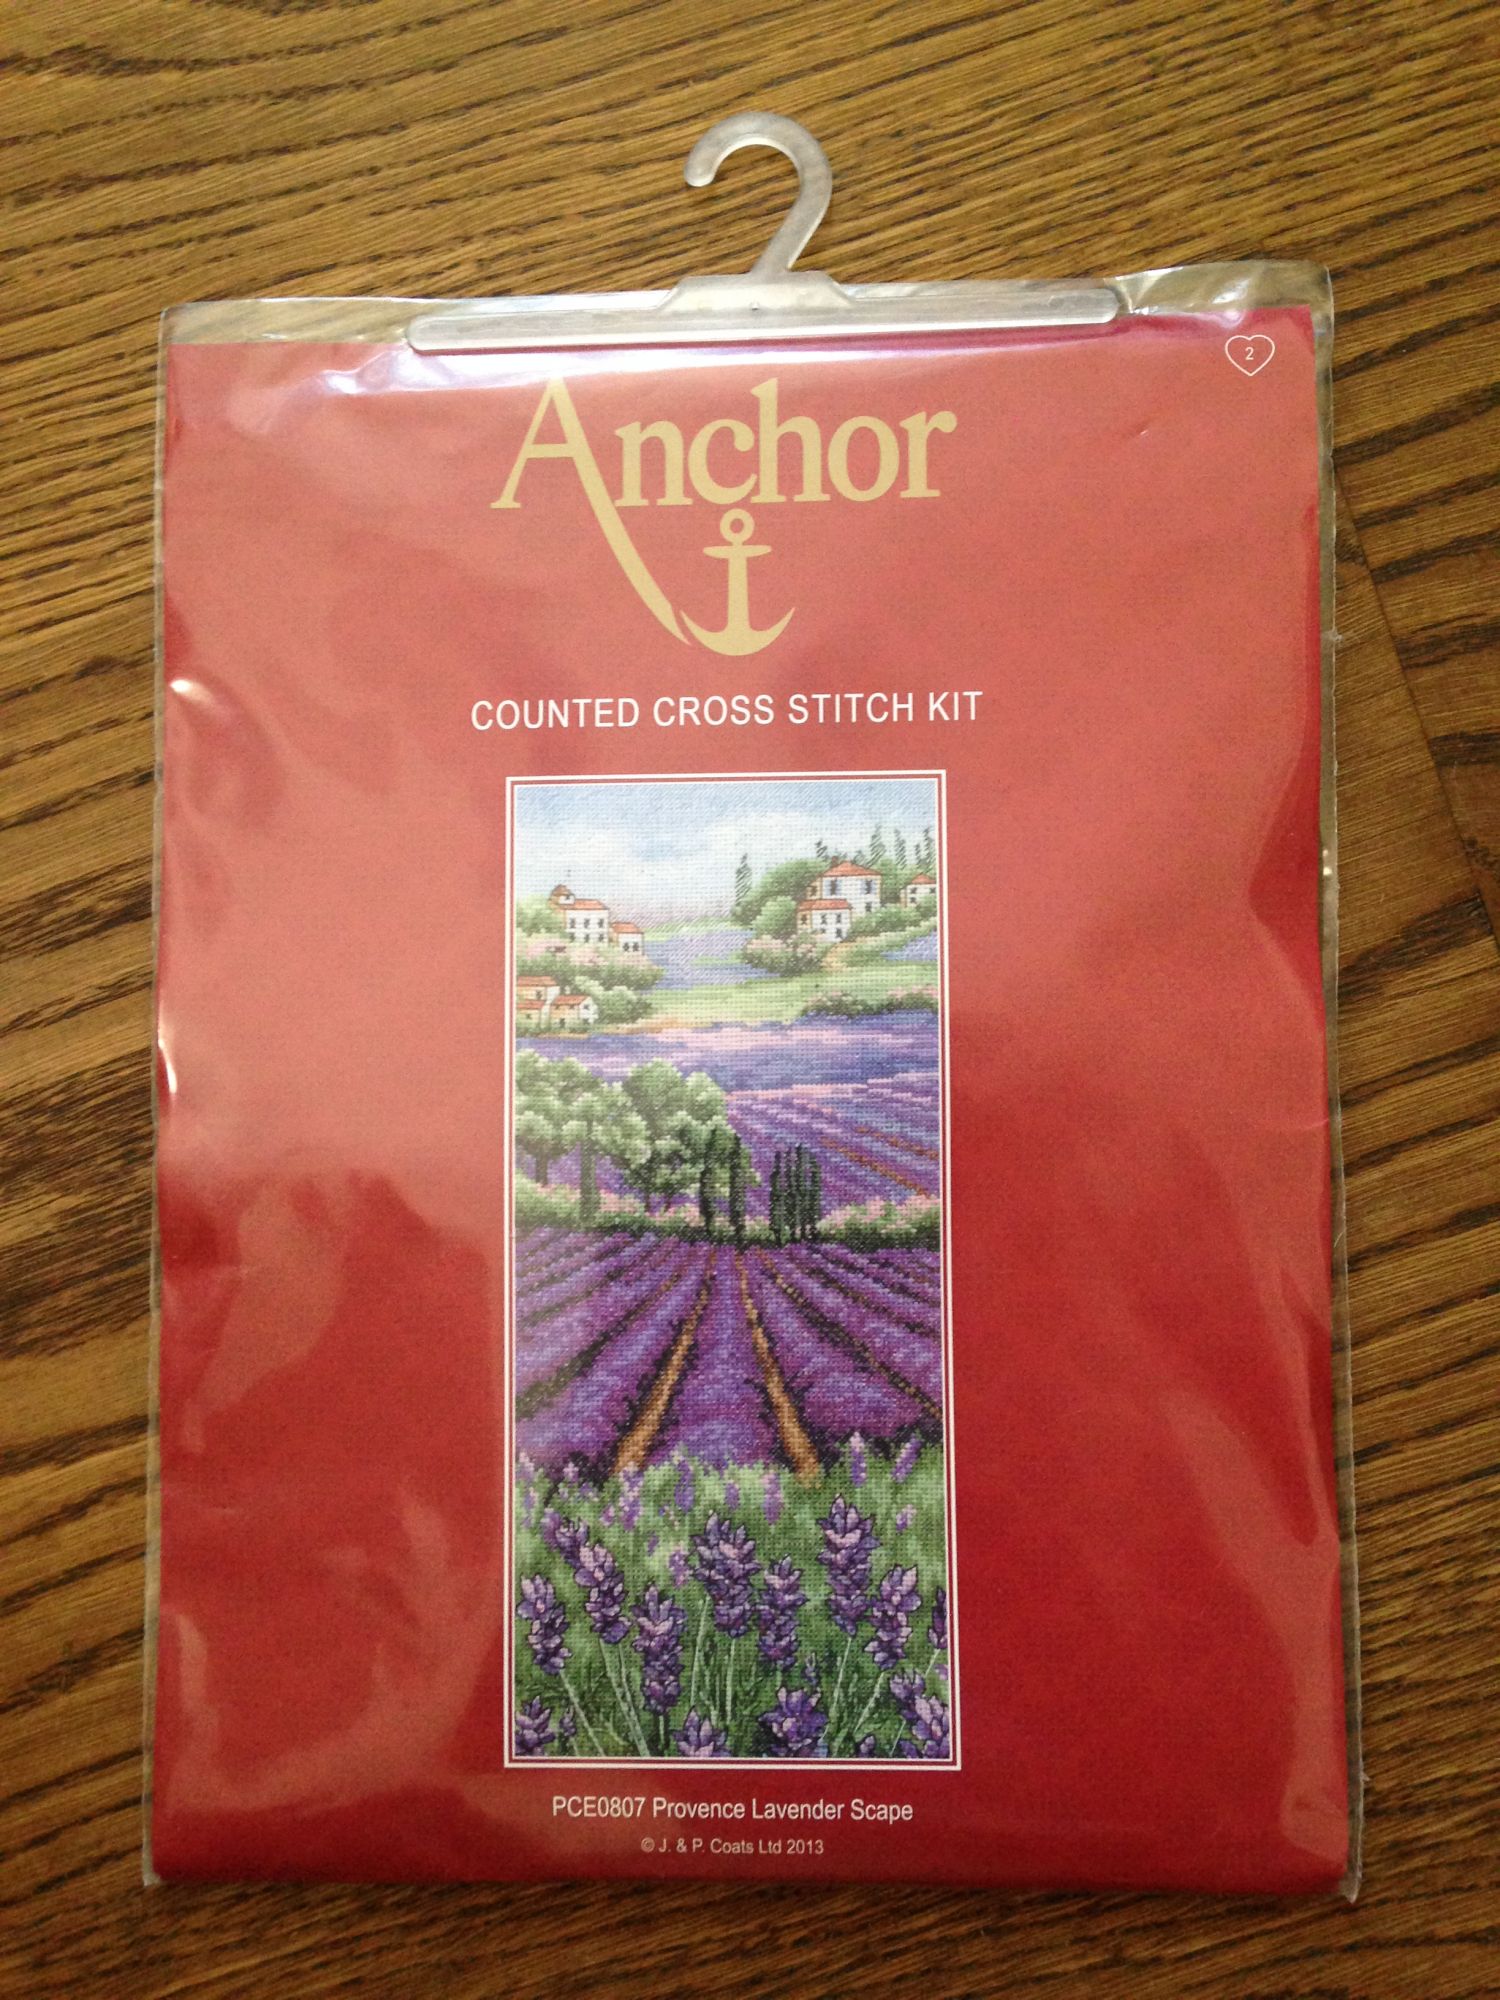 2
Anchor
COUNTED CROSS STITCH KIT
PCE0807 Provence Lavender Scape
© J. & P. Coats Ltd 2013